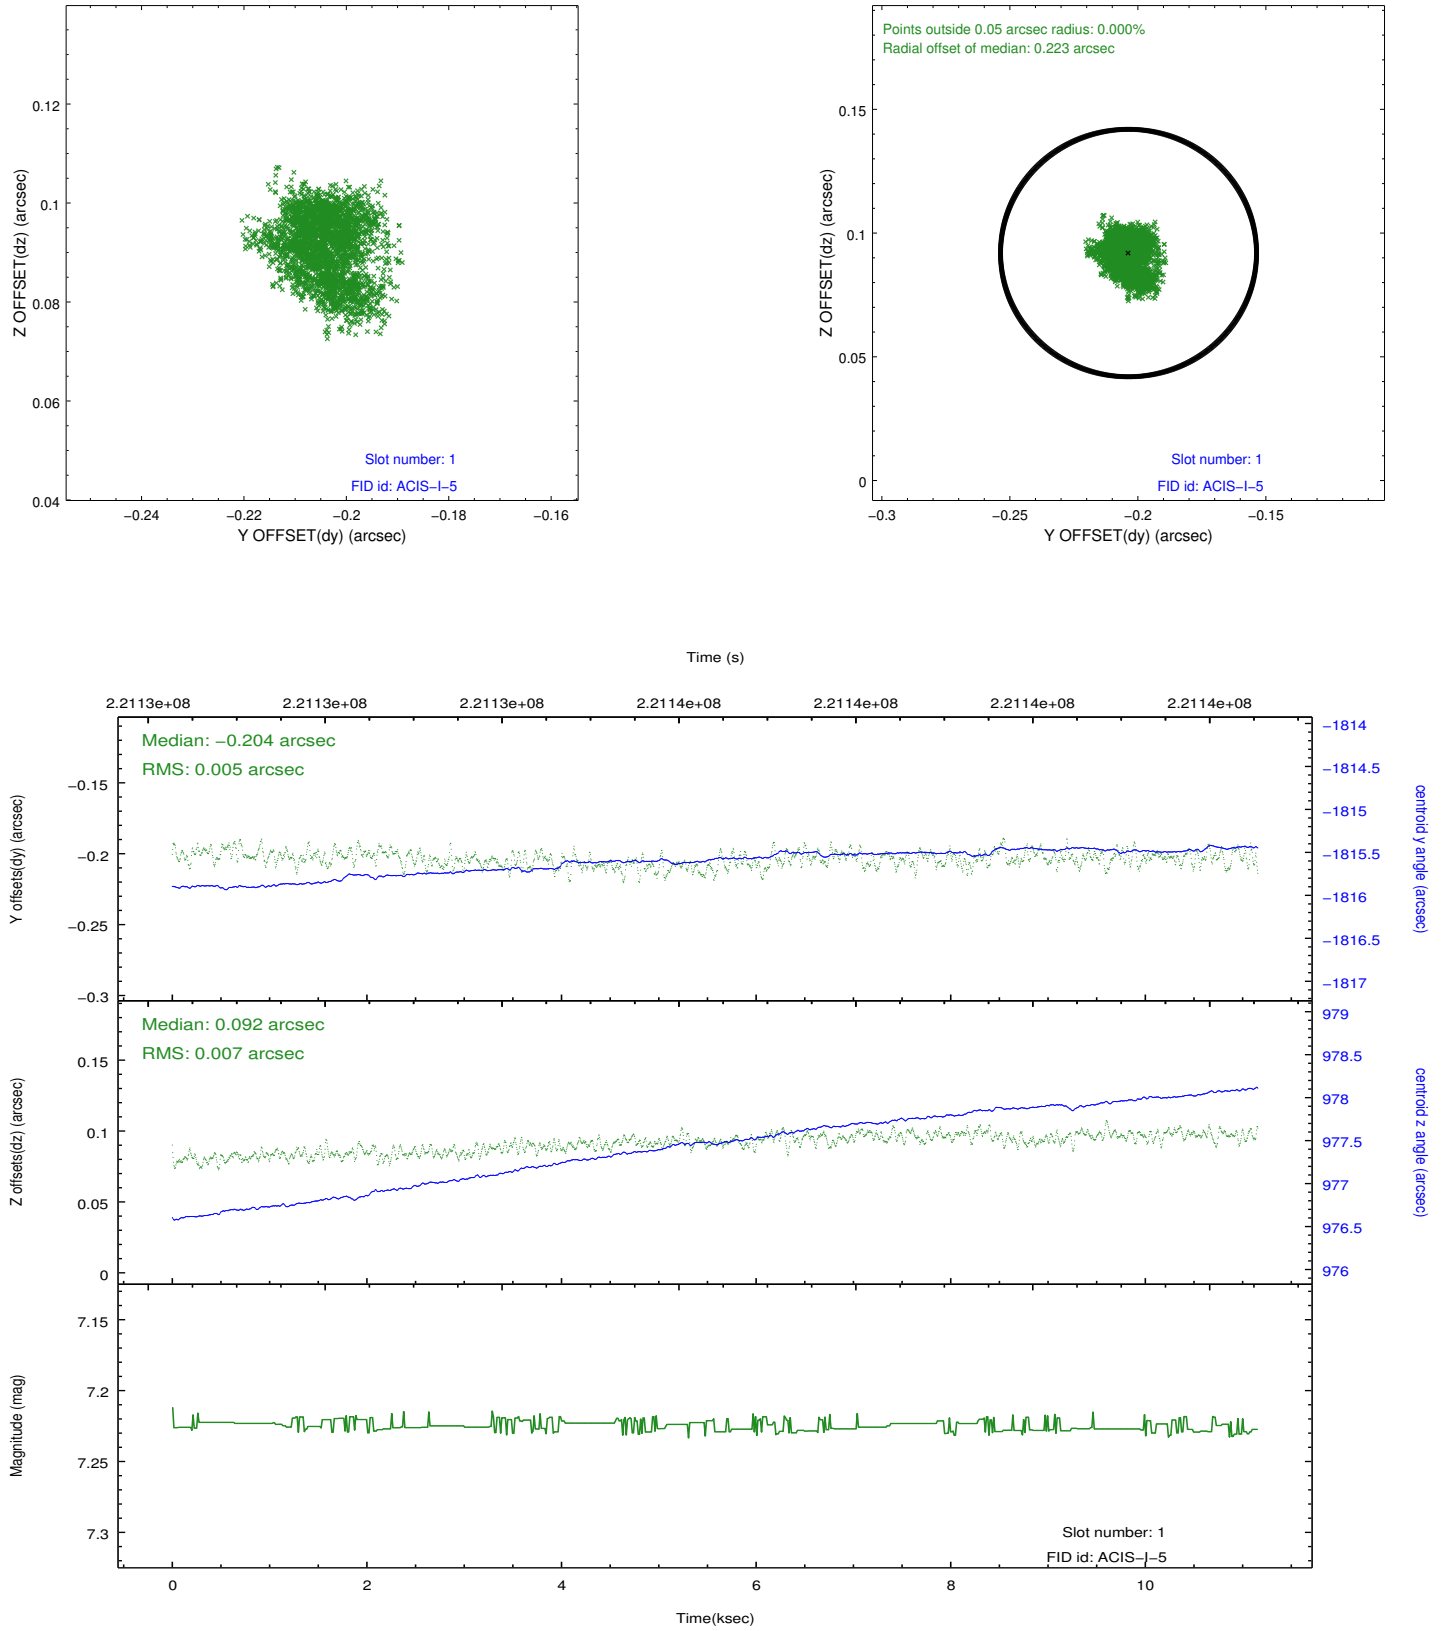 0.12
0.1
0.08
0.06
0.04
Z OFFSET(dz) (arcsec)
−0.24
−0.22
−0.2
−0.18
−0.16
Y OFFSET(dy) (arcsec)
Slot number: 1
FID id: ACIS−I−5
Points outside 0.05 arcsec radius: 0.000%
Radial offset of median: 0.223 arcsec
0.15
0.1
0.05
0
Z OFFSET(dz) (arcsec)
−0.3
−0.25
−0.2
−0.15
Y OFFSET(dy) (arcsec)
Slot number: 1
FID id: ACIS−I−5
Time (s)
2.2113e+08
2.2113e+08
2.2113e+08
2.2114e+08
2.2114e+08
2.2114e+08
2.2114e+08
Median: −0.204 arcsec
RMS: 0.005 arcsec
−0.15
−0.2
−0.25
−0.3
Y offsets(dy) (arcsec)
−1814
−1814.5
−1815
−1815.5
−1816
−1816.5
−1817
centroid y angle (arcsec)
Median: 0.092 arcsec
RMS: 0.007 arcsec
0.15
0.1
0.05
0
Z offsets(dz) (arcsec)
979
978.5
978
977.5
977
976.5
976
centroid z angle (arcsec)
7.15
7.2
7.25
7.3
Magnitude (mag)
Slot number: 1
FID id: ACIS−I−5
0
2
4
6
8
10
Time(ksec)